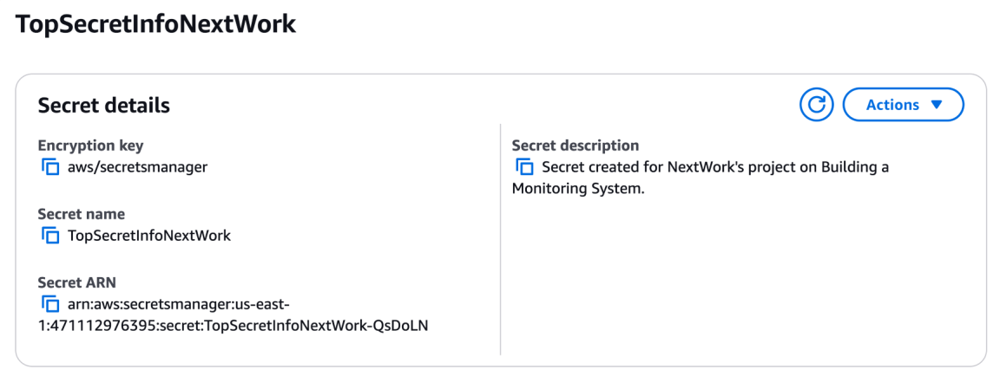 TopSecretInfoNextWork
Secret details
Actions
Encryption key
aws/secretsmanager
Secret name
TopSecretInfoNextWork
Secret ARN
arn:aws:secretsmanager:us-east-
1:471112976395:secret:TopSecretInfoNextWork-QsDoLN
Secret description
Secret created for NextWork's project on Building a
Monitoring System.